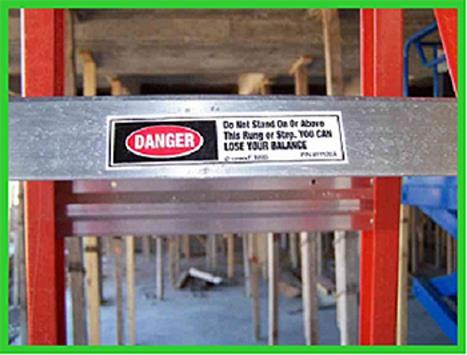 DANGER
Do Not Stand On Or Above
This Rung or Step. YOU CAN
LOSE YOUR BALANCE